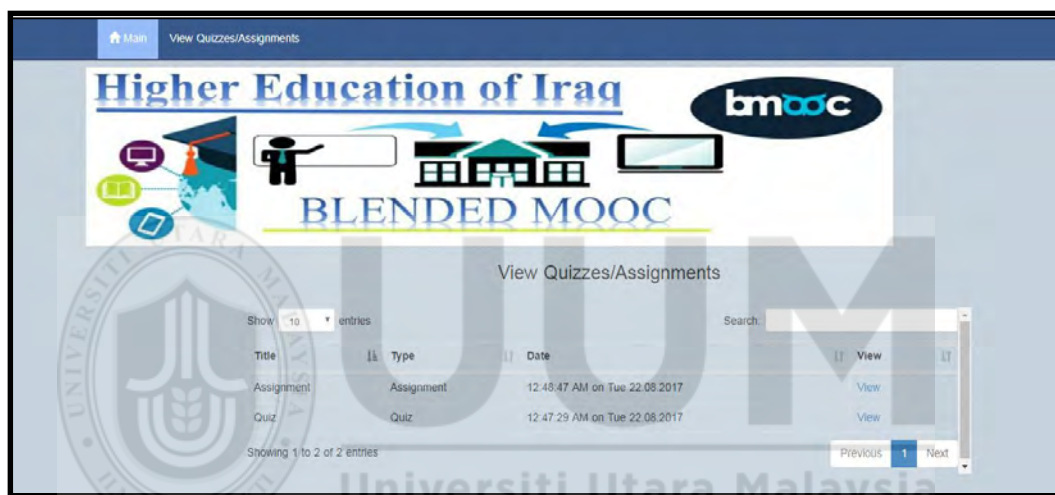 Main View Quizzes/Assignments
Higher Education of Iraq
bmooc
BLENDED MOOC
View Quizzes/Assignments
Show 10 entries Search:
Title Type Date View
Assignment Assignment 12:48:47 AM on Tue 22.08.2017 View
Quiz Quiz 12:47:29 AM on Tue 22.08.2017 View
Showing 1 to 2 of 2 entries Previous 1 Next
UNIVERSITI UTARA MALAYSIA
UUM
Universiti Utara Malaysia